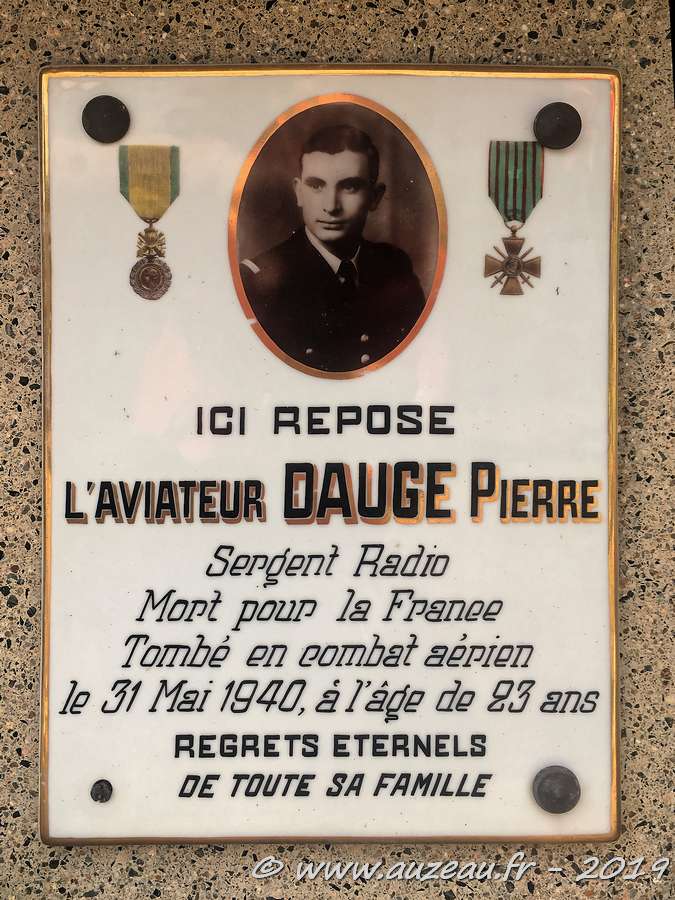 ICI REPOSE
L'AVIATEUR DAUGE PIERRE
Sergent Radio
Mort pour la France
Tombé en combat aérien
le 31 Mai 1940, à l'âge de 23 ans
REGRETS ETERNELS
DE TOUTE SA FAMILLE
© www.auzeau.fr - 2019